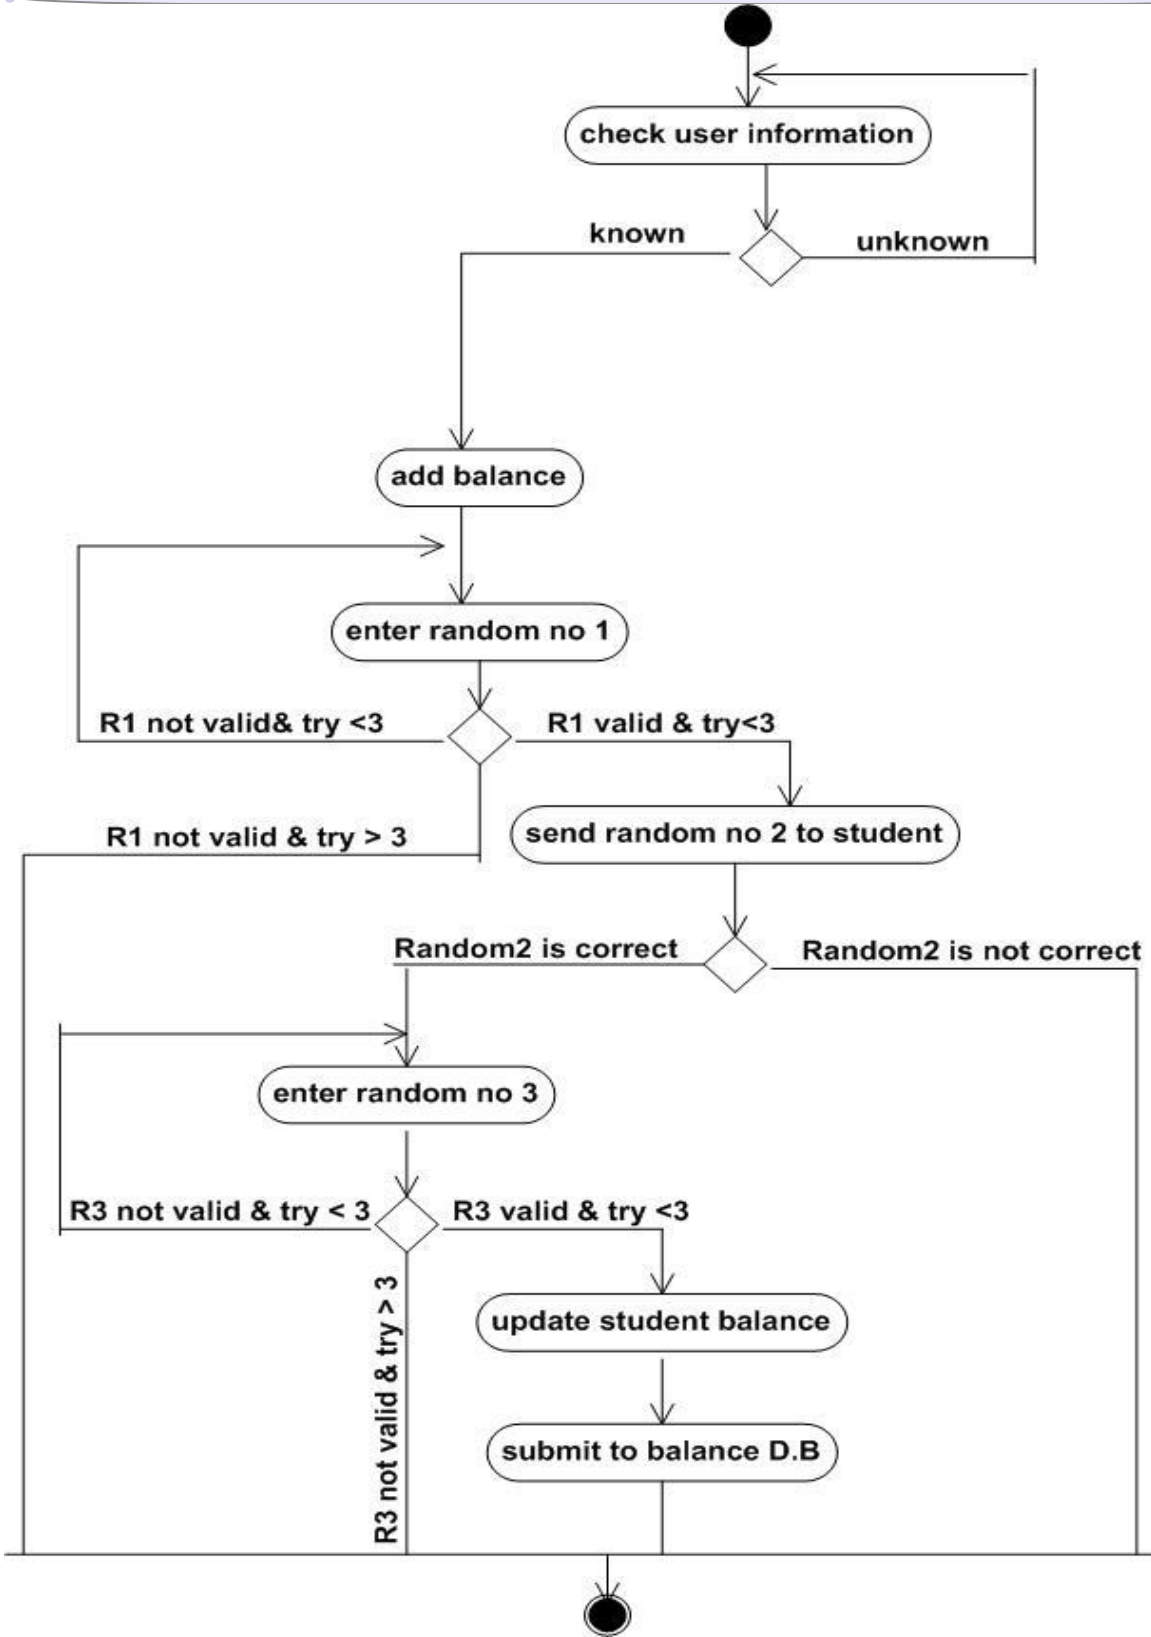 check user information
known
unknown
add balance
enter random no 1
R1 not valid& try <3
R1 valid & try<3
R1 not valid & try > 3
send random no 2 to student
Random2 is correct
Random2 is not correct
enter random no 3
R3 not valid & try < 3
R3 valid & try <3
R3 not valid & try > 3
update student balance
submit to balance D.B